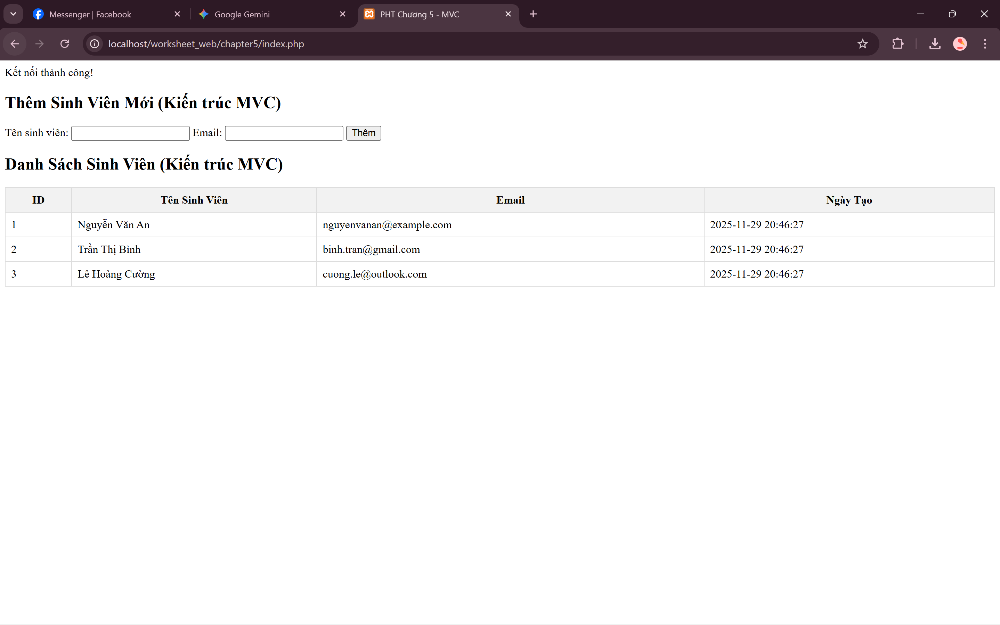 Messenger | Facebook
Google Gemini
PHT Chương 5 - MVC
localhost/worksheet_web/chapter5/index.php
Kết nối thành công!
Thêm Sinh Viên Mới (Kiến trúc MVC)
Tên sinh viên: Email: Thêm
Danh Sách Sinh Viên (Kiến trúc MVC)
ID Tên Sinh Viên Email Ngày Tạo
1 Nguyễn Văn An nguyenvanan@example.com 2025-11-29 20:46:27
2 Trần Thị Bình binh.tran@gmail.com 2025-11-29 20:46:27
3 Lê Hoàng Cường cuong.le@outlook.com 2025-11-29 20:46:27